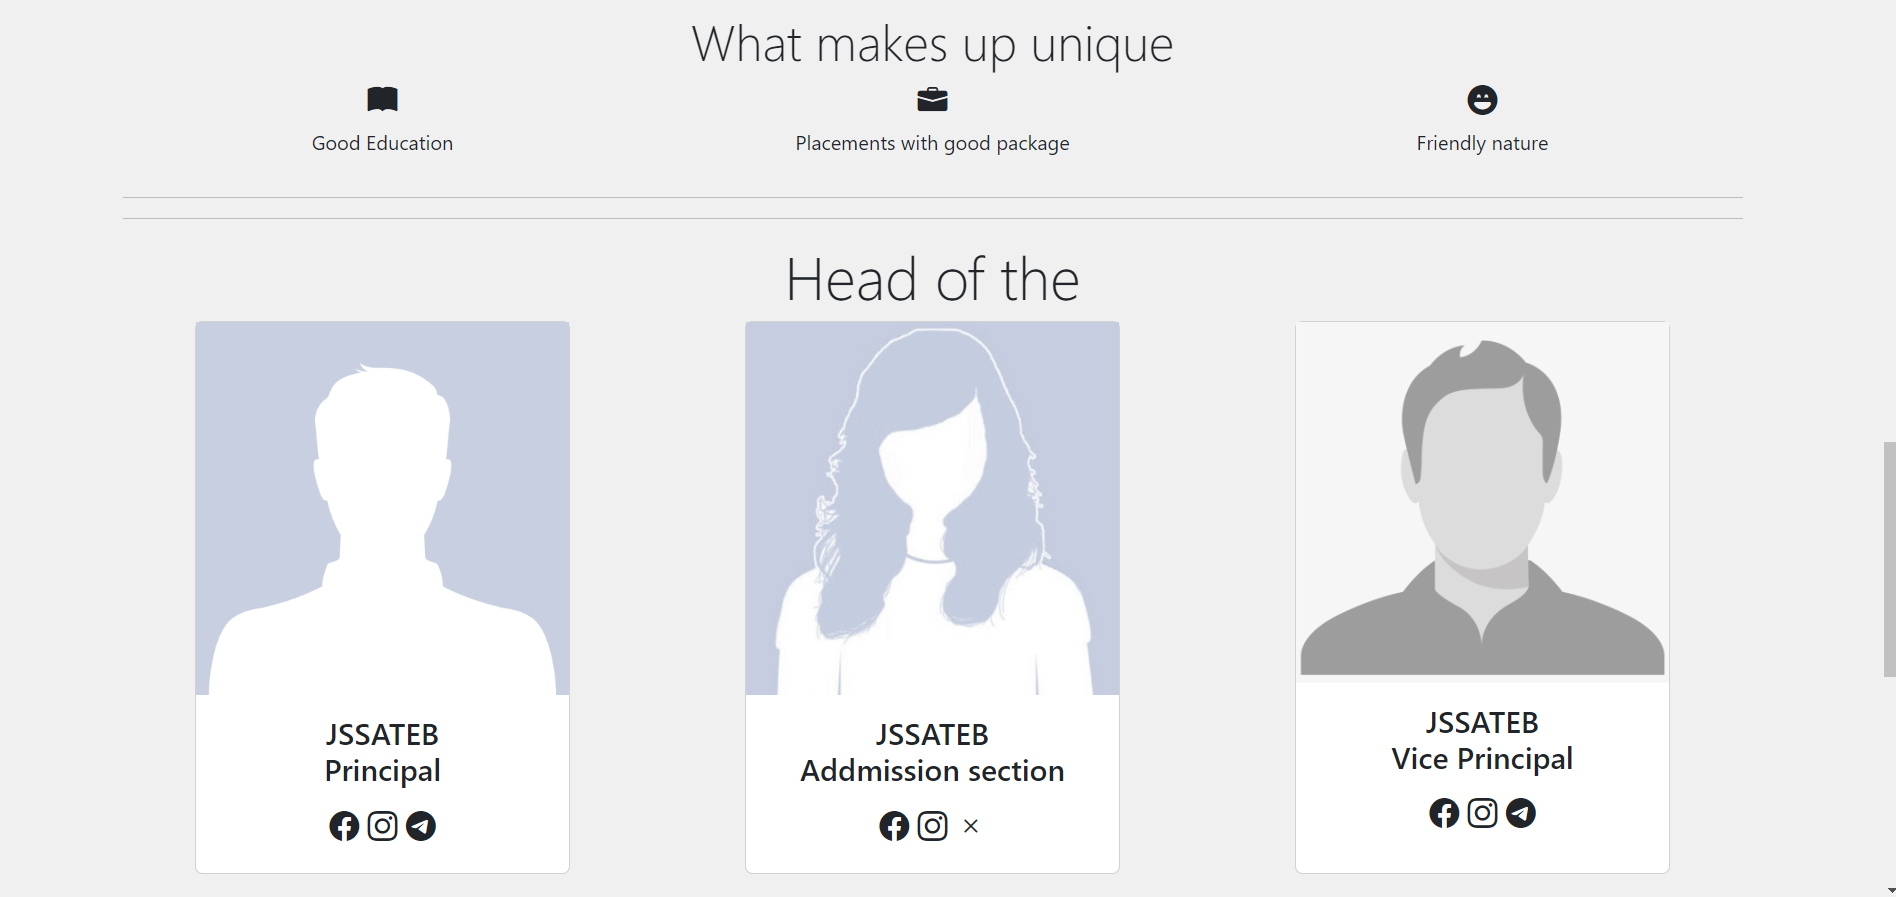 What makes up unique
Good Education
Placements with good package
Friendly nature
Head of the
JSSATEB
Principal
JSSATEB
Addmission section
JSSATEB
Vice Principal